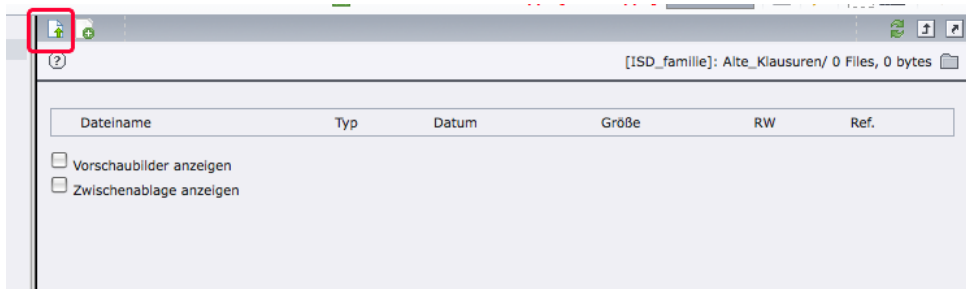 [ISD_familie]: Alte_Klausuren/ 0 Files, 0 bytes
Dateiname Typ Datum Größe RW Ref.
Vorschaubilder anzeigen
Zwischenablage anzeigen